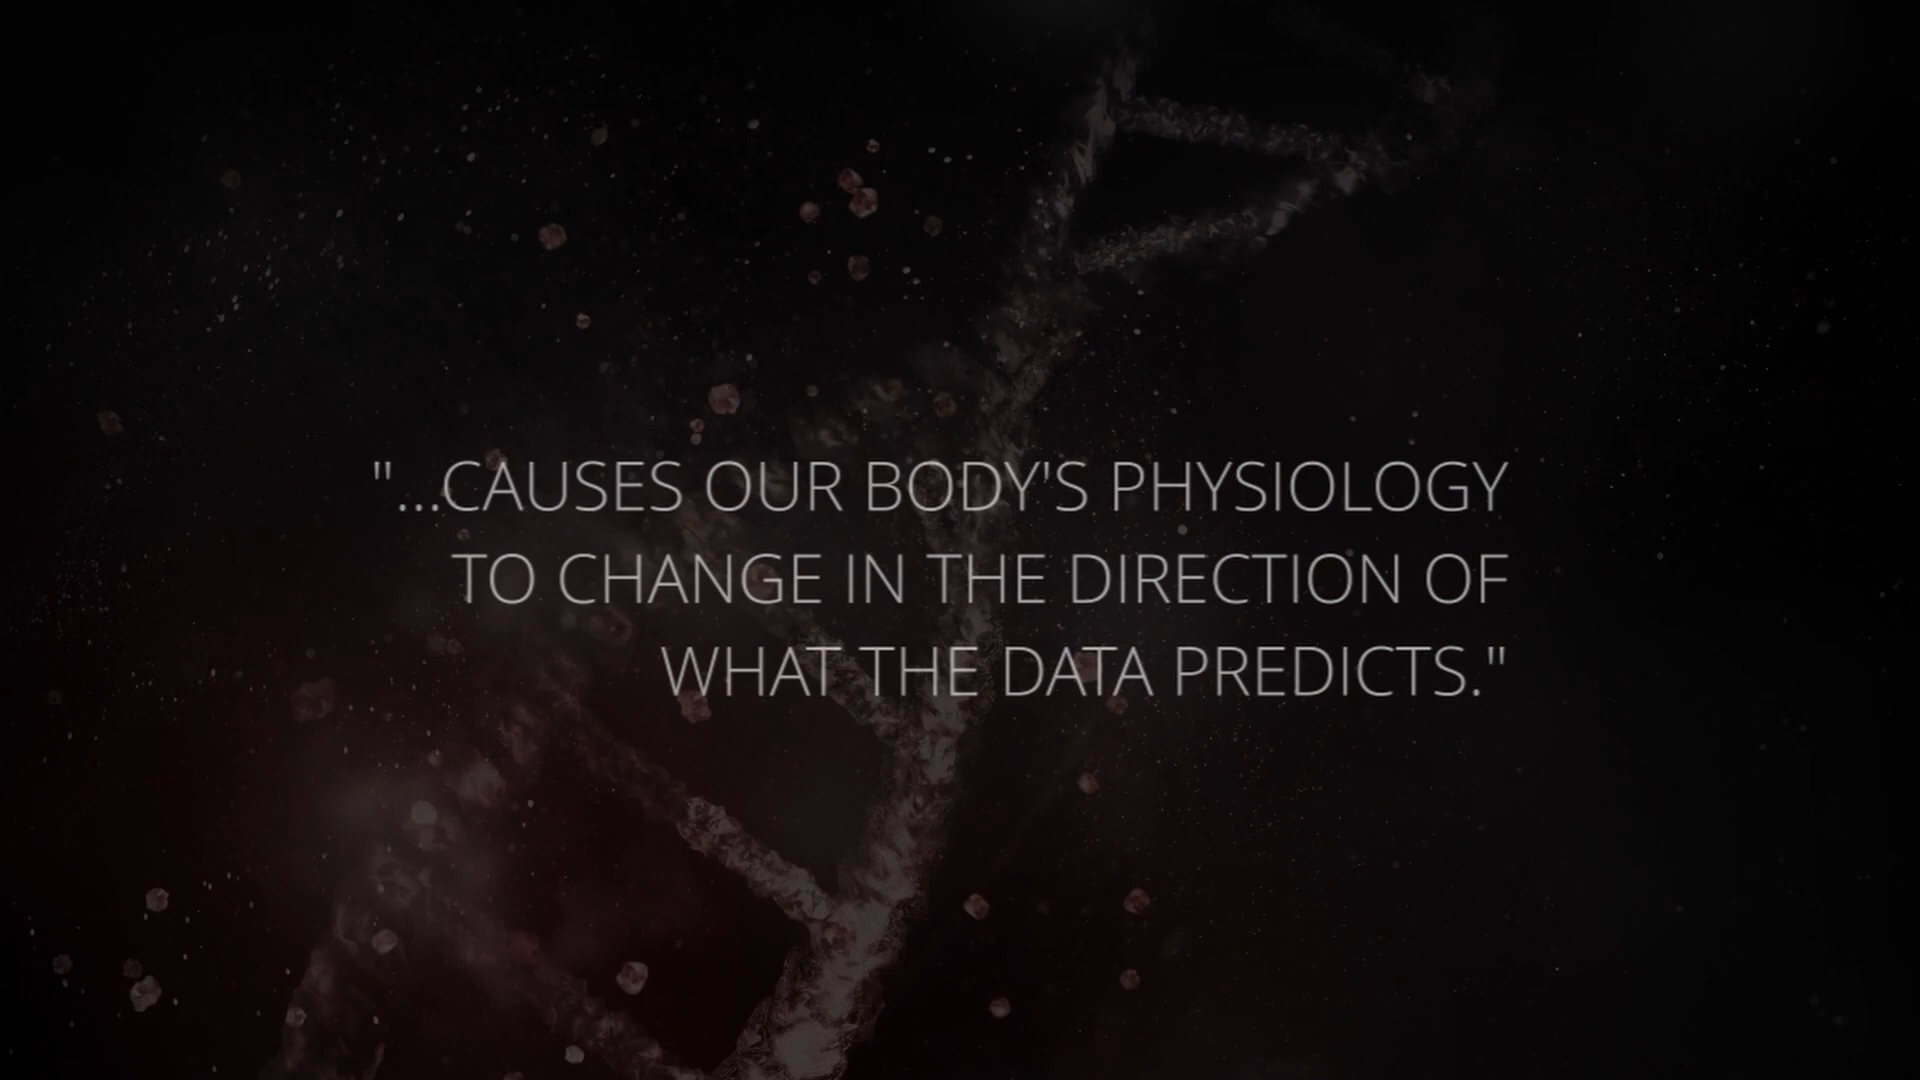 "...CAUSES OUR BODY'S PHYSIOLOGY
TO CHANGE IN THE DIRECTION OF
WHAT THE DATA PREDICTS."